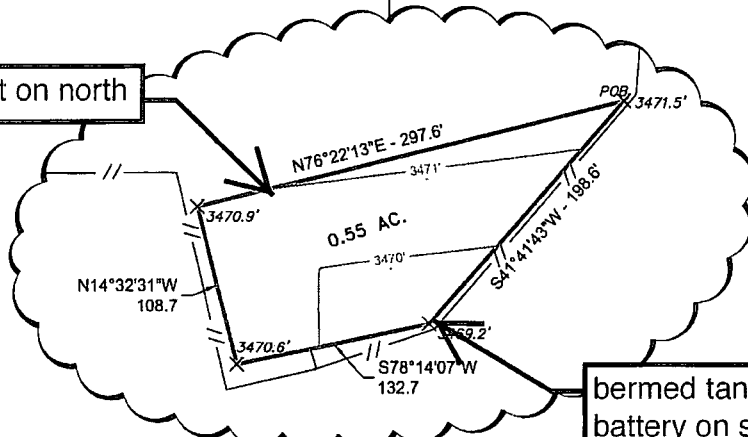 t on north
POB
3471.5'
N76°22'13"E - 297.6'
3471'
3470.9'
0.55 AC.
S41°41'43"W - 198.6'
3470'
N14°32'31"W
108.7
3469.2'
3470.6'
S78°14'07"W
132.7
bermed tan
battery on s